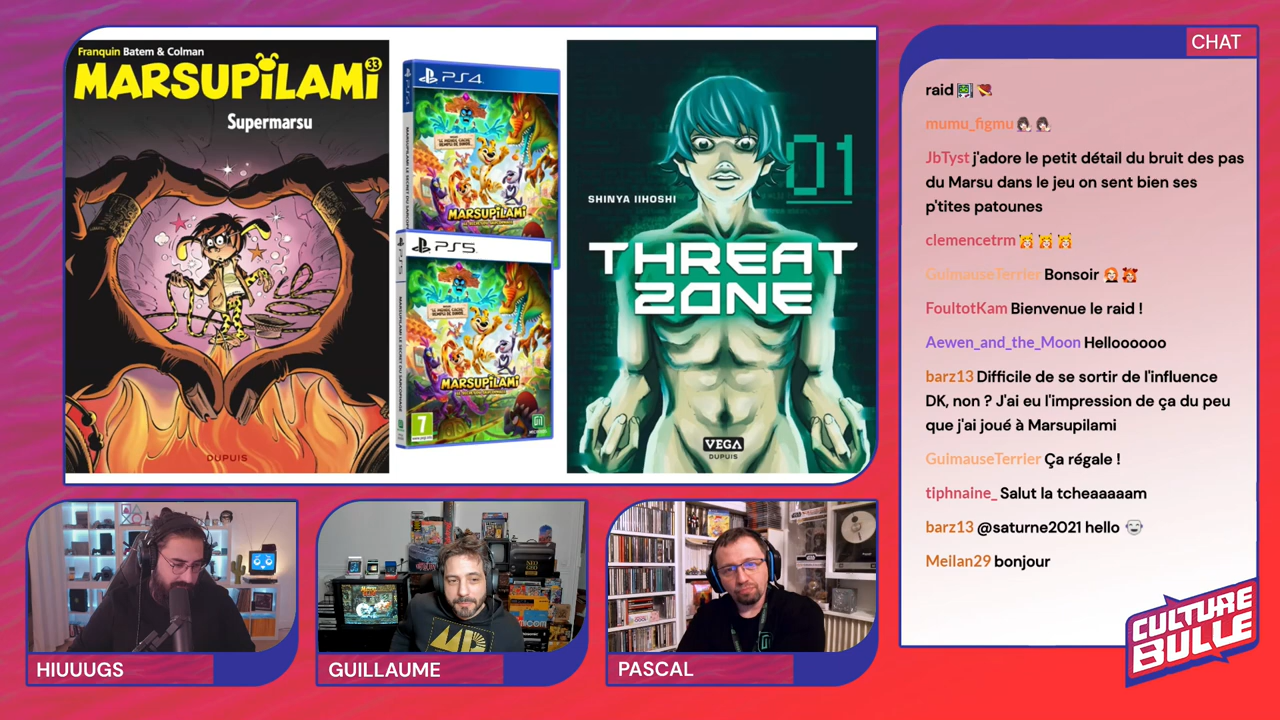 Franquin Batem & Colman
MARSUPILAMI
33
Supermarsu
DUPUIS
PS4
MARSUPILAMI
PS5
MARSUPILAMI
7
SHINYA IIHOSHI
01
THREAT
ZONE
VEGA
DUPUIS
CHAT
raid
mumu_figmu
JbTyst j'adore le petit détail du bruit des pas
du Marsu dans le jeu on sent bien ses
p'tites patounes
clemencetrm
GuimauseTerrier Bonsoir
FoultotKam Bienvenue le raid !
Aewen_and_the_Moon Golloooooo
barz13 Difficile de se sortir de l'influence
DK, non ? J'ai eu l'impression de ça du peu
que j'ai joué à Marsupilami
GuimauseTerrier Ça régale !
tiphnaine_ Salut la tcheaaaaam
barz13 @saturne2021 hello
Meilan29 bonjour
HIUUUGS
GUILLAUME
PASCAL
CULTURE
BULLE